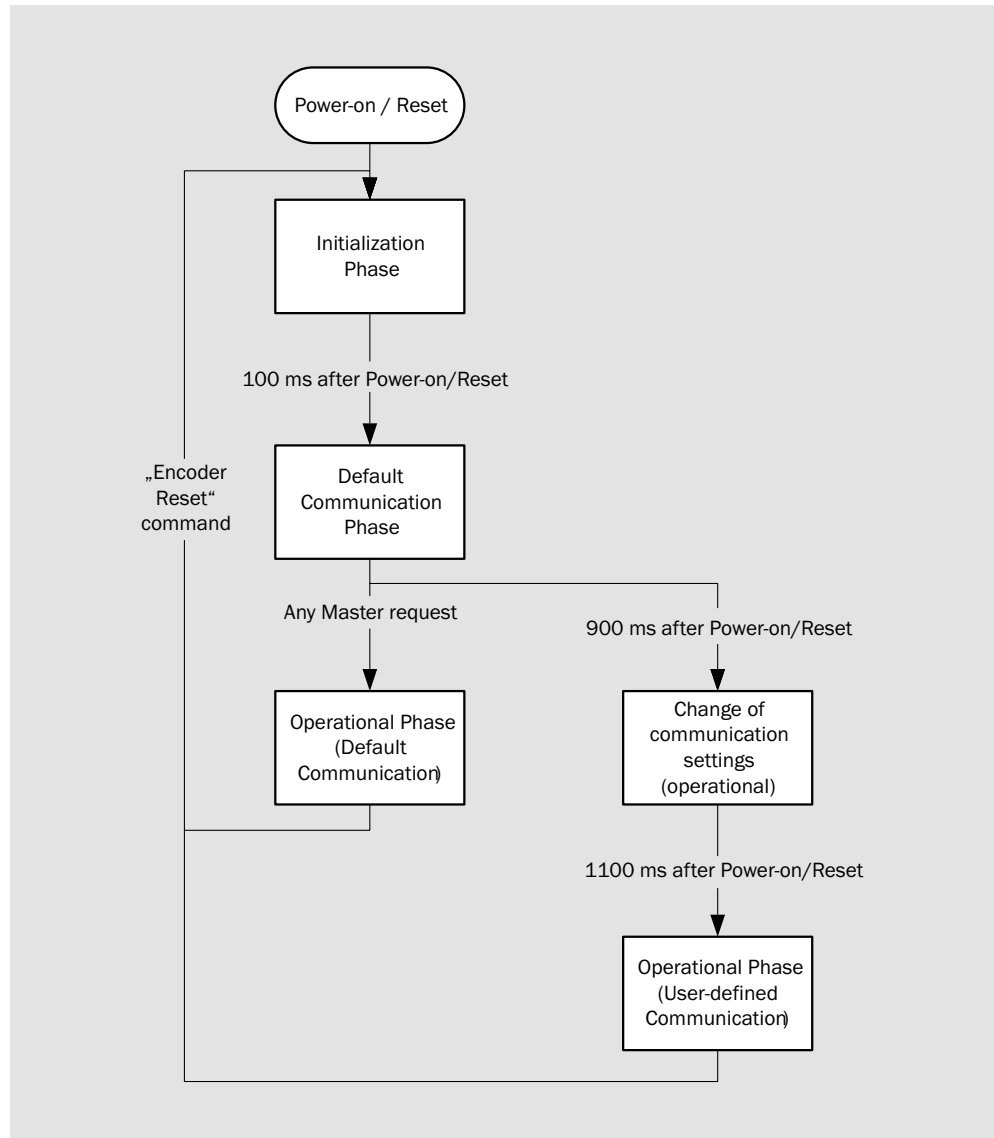 Power-on / Reset
Initialization
Phase
100 ms after Power-on/Reset
Default
Communication
Phase
„Encoder
Reset“
command
Any Master request
900 ms after Power-on/Reset
Operational Phase
(Default
Communication)
Change of
communication
settings
(operational)
1100 ms after Power-on/Reset
Operational Phase
(User-defined
Communication)